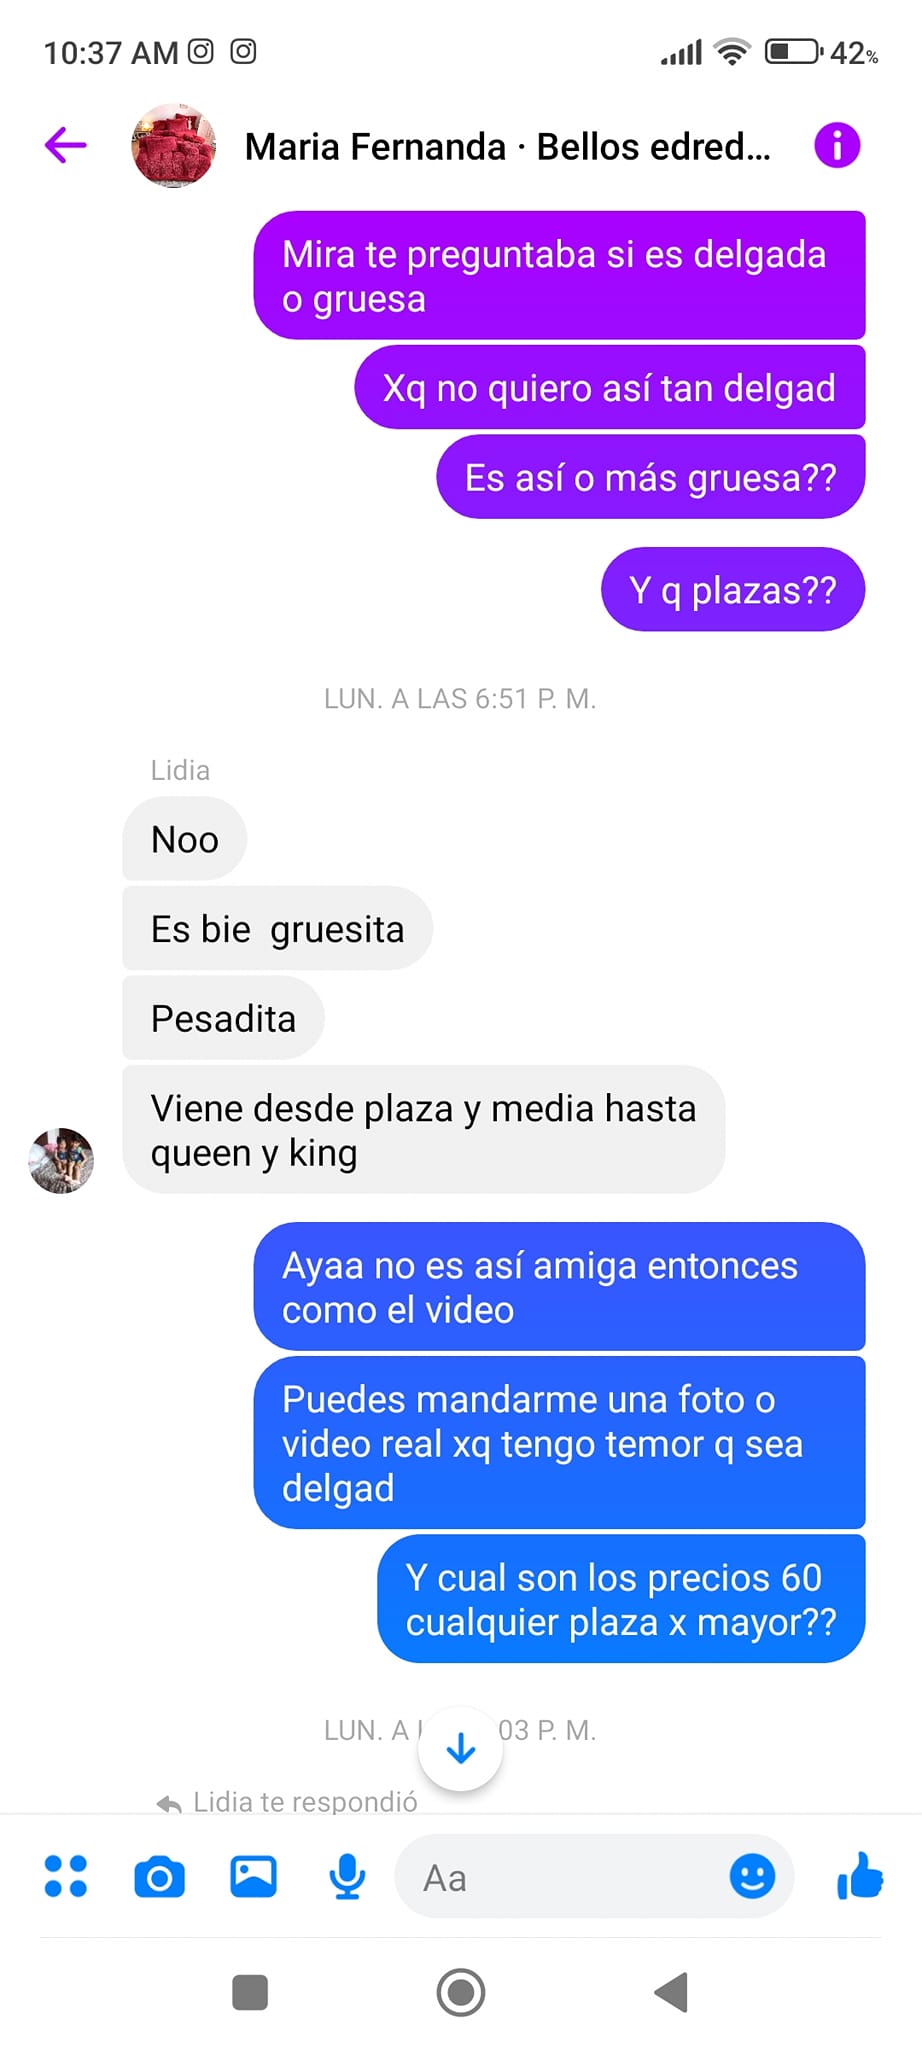 10:37 AM
42%
Maria Fernanda · Bellos edred...
Mira te preguntaba si es delgada
o gruesa
Xq no quiero así tan delgad
Es así o más gruesa??
Y q plazas??
LUN. A LAS 6:51 P. M.
Lidia
Noo
Es bie  gruesita
Pesadita
Viene desde plaza y media hasta
queen y king
Ayaa no es así amiga entonces
como el video
Puedes mandarme una foto o
video real xq tengo temor q sea
delgad
Y cual son los precios 60
cualquier plaza x mayor??
LUN. A 03 P. M.
Lidia te respondió
Aa